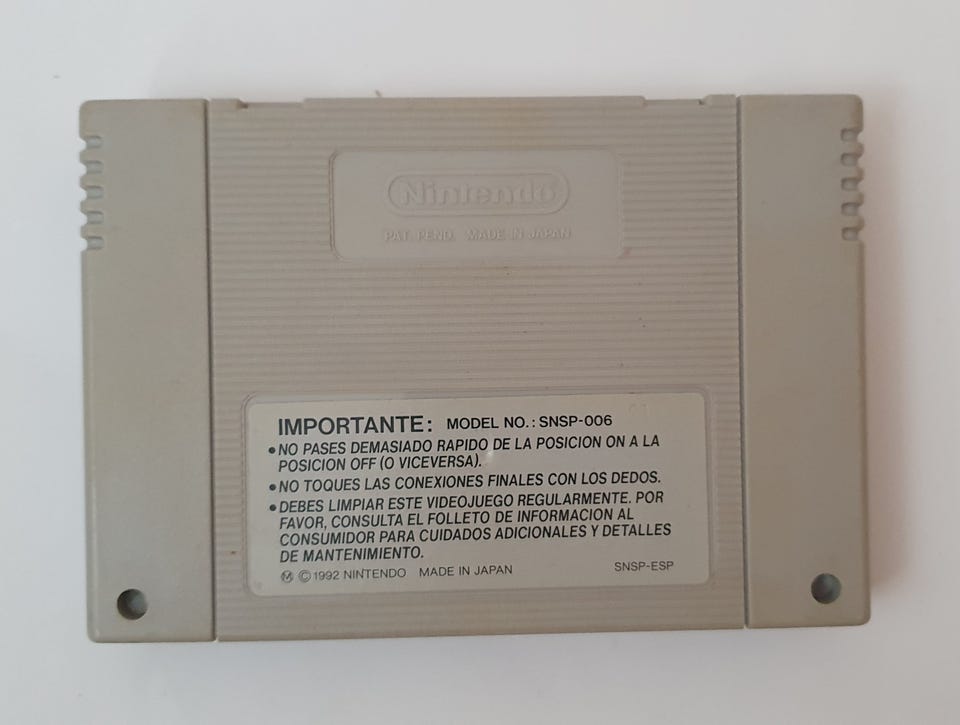 Nintendo
PAT. PEND. MADE IN JAPAN
IMPORTANTE: MODEL NO.: SNSP-006
•NO PASES DEMASIADO RAPIDO DE LA POSICION ON A LA
POSICION OFF (O VICEVERSA).
•NO TOQUES LAS CONEXIONES FINALES CON LOS DEDOS.
•DEBES LIMPIAR ESTE VIDEOJUEGO REGULARMENTE. POR
FAVOR, CONSULTA EL FOLLETO DE INFORMACION AL
CONSUMIDOR PARA CUIDADOS ADICIONALES Y DETALLES
DE MANTENIMIENTO.
Ⓜ ©1992 NINTENDO MADE IN JAPAN SNSP-ESP